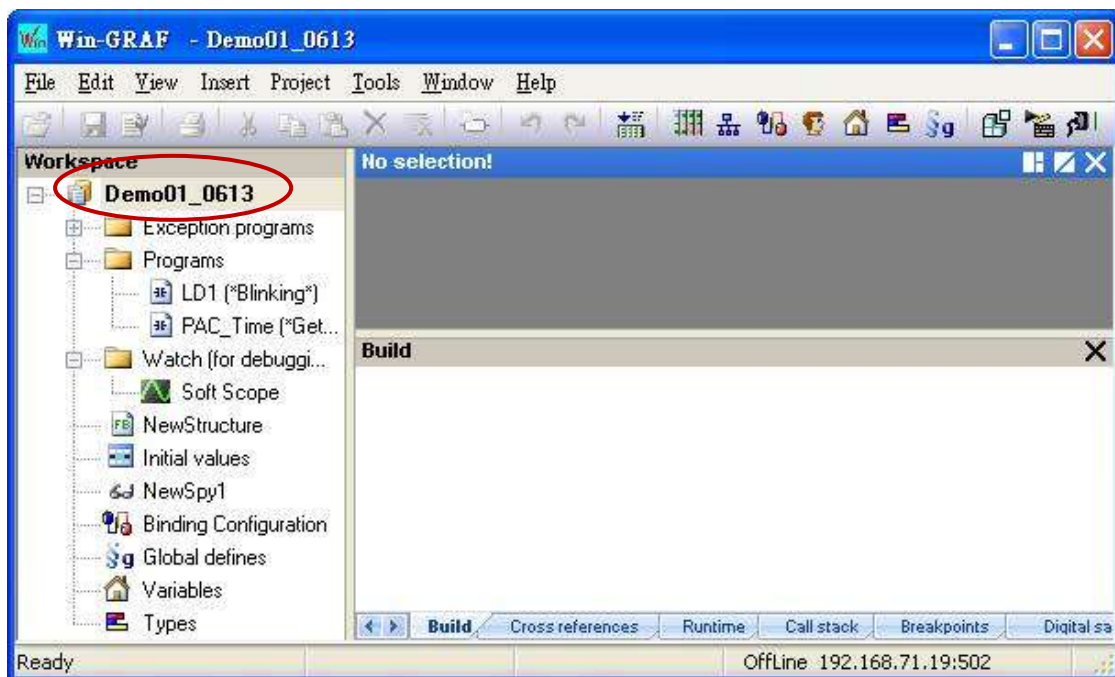 Win-GRAF - Demo01_0613
File Edit View Insert Project Tools Window Help
Workspace
No selection!
Demo01_0613
Exception programs
Programs
LD1 (*Blinking*)
PAC_Time (*Get...
Build
Watch (for debuggi...
Soft Scope
NewStructure
Initial values
NewSpy1
Binding Configuration
Global defines
Variables
Types
Build Cross references Runtime Call stack Breakpoints Digital sa
Ready
OffLine 192.168.71.19:502